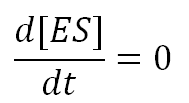 d[ES]/dt = 0